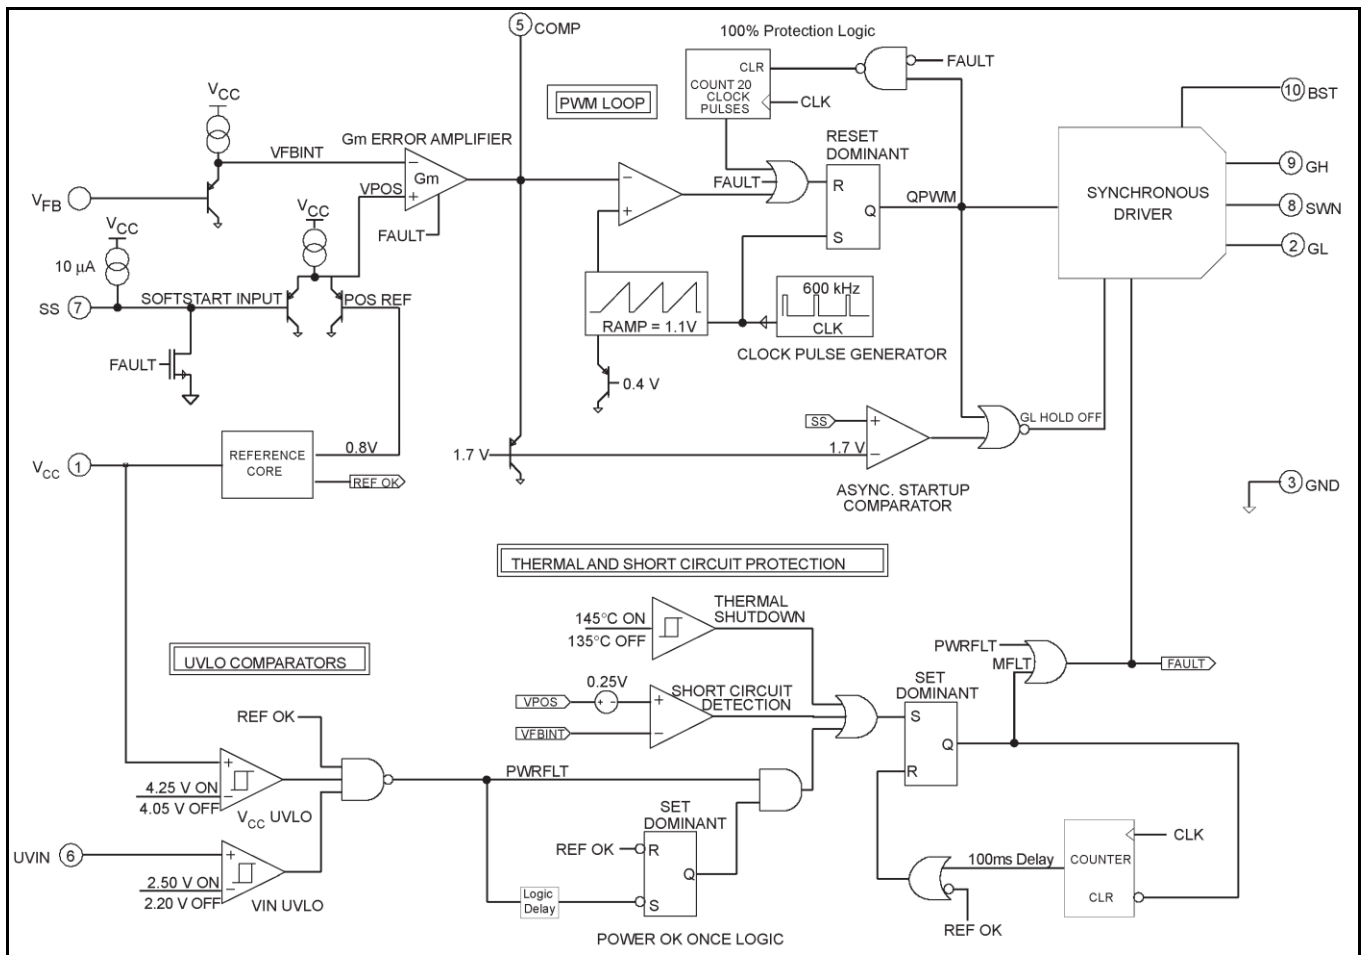 5 COMP
100% Protection Logic
CLR
COUNT 20
CLOCK
PULSES
FAULT
CLK
PWM LOOP
10 BST
VCC
Gm ERROR AMPLIFIER
VFBINT
−
Gm
VPOS
+
FAULT
RESET
DOMINANT
FAULT
R
Q
S
QPWM
−
+
SYNCHRONOUS
DRIVER
9 GH
8 SWN
2 GL
VFB
VCC
10 μA
VCC
SS 7
SOFTSTART INPUT
POS REF
FAULT
600 kHz
CLK
RAMP = 1.1V
CLOCK PULSE GENERATOR
0.4 V
SS
+
1.7 V
−
1.7 V
GL HOLD OFF
ASYNC. STARTUP
COMPARATOR
VCC 1
REFERENCE
CORE
0.8V
REF OK
3 GND
THERMAL AND SHORT CIRCUIT PROTECTION
145°C ON
135°C OFF
THERMAL
SHUTDOWN
UVLO COMPARATORS
VPOS
0.25V
+ −
+
VFBINT
−
SHORT CIRCUIT
DETECTION
SET
DOMINANT
S
Q
R
PWRFLT
MFLT
FAULT
REF OK
+
4.25 V ON
−
4.05 V OFF
VCC UVLO
PWRFLT
UVIN 6
+
2.50 V ON
−
2.20 V OFF
VIN UVLO
SET
DOMINANT
REF OK
R
Q
S
Logic
Delay
POWER OK ONCE LOGIC
100ms Delay
COUNTER
CLR
CLK
REF OK